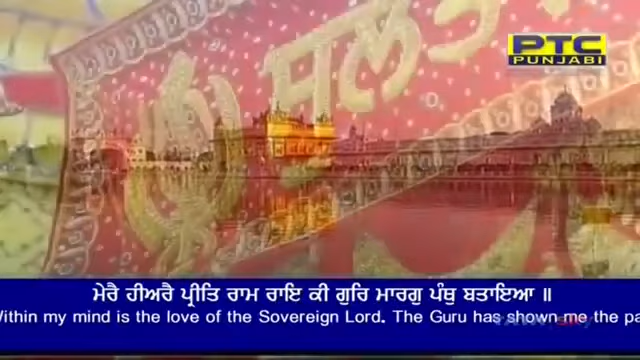 PTC
PUNJABI
ਮੇਰੈ ਹੀਅਰੈ ਪ੍ਰੀਤਿ ਰਾਮ ਰਾਇ ਕੀ ਗੁਰਿ ਮਾਰਗੁ ਪੰਥੁ ਬਤਾਇਆ ॥
Within my mind is the love of the Sovereign Lord. The Guru has shown me the pa